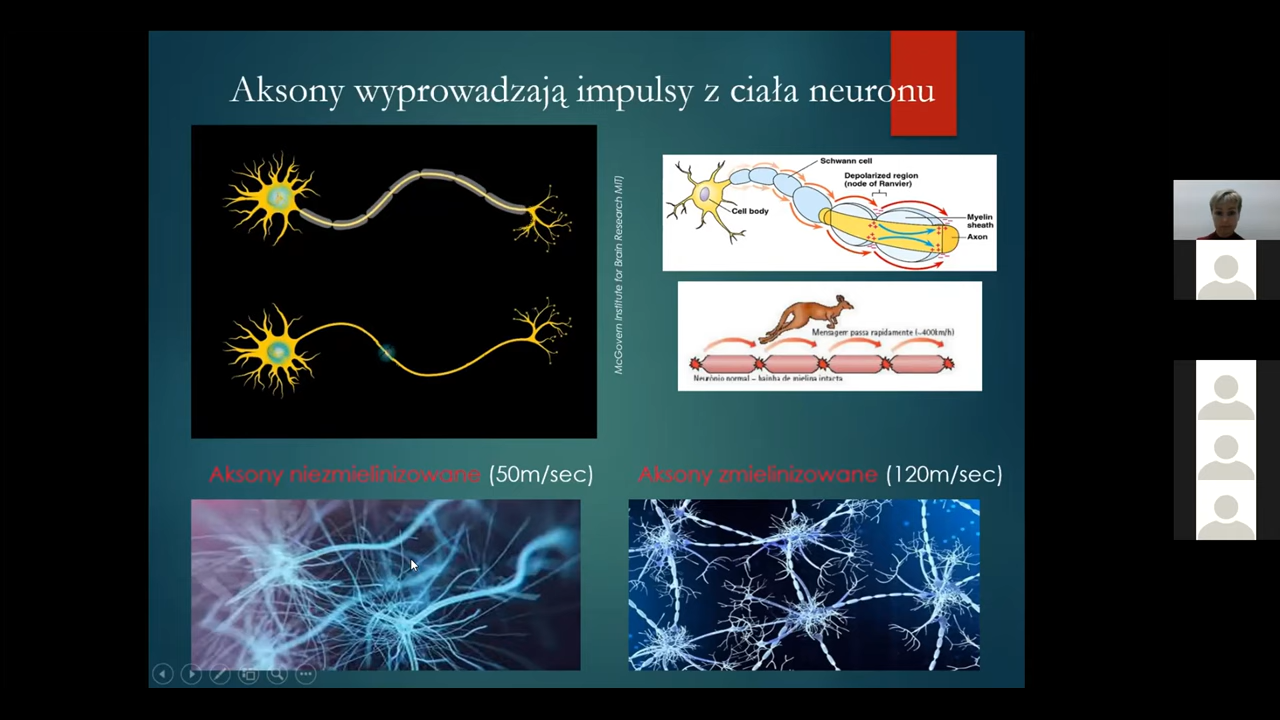 Aksony wyprowadzają impulsy z ciała neuronu
McGovern Institute for Brain Research MIT)
Schwann cell
Depolarized region
(node of Ranvier)
Cell body
Myelin
sheath
Axon
Mensagem passa rapidamente (~400km/h)
Neurônio normal – bainha de mielina intacta
Aksony niezmielinizowane (50m/sec)
Aksony zmielinizowane (120m/sec)